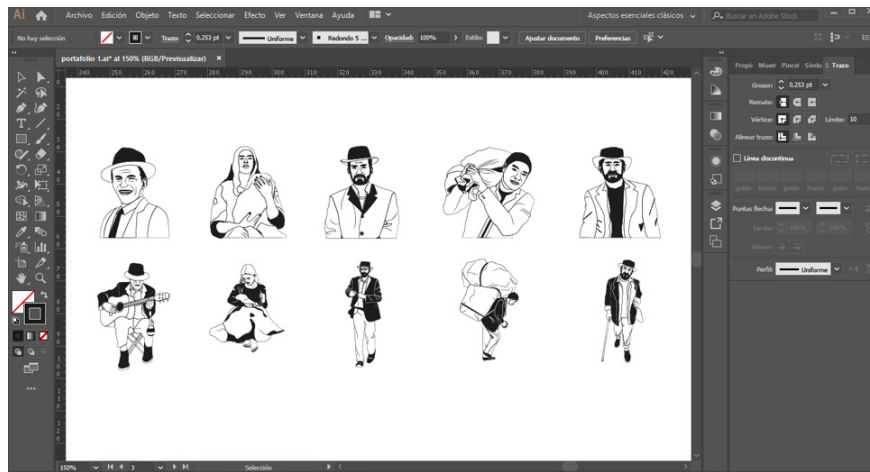 Ai Archivo Edición Objeto Texto Seleccionar Efecto Ver Ventana Ayuda Aspectos esenciales clásicos Buscar en Adobe Stock
No hay selección Trazo: 0,253 pt Uniforme Redondo 5 ... Opacidad: 100% Estilo: Ajustar documento Preferencias
portafolio 1.ai* al 150% (RGB/Previsualizar) ×
240 250 260 270 280 290 300 310 320 330 340 350 360 370 380 390 400 410 420
Propie Muest Pincel Símbo Trazo
Grosor: 0,253 pt
Remate:
Vértice: Límite: 10
Alinear trazo:
Línea discontinua
guión hueco guión hueco guión hueco
Puntas flecha:
Escala: 100% 100%
Alinear:
Perfil: Uniforme
150% 3 Selección